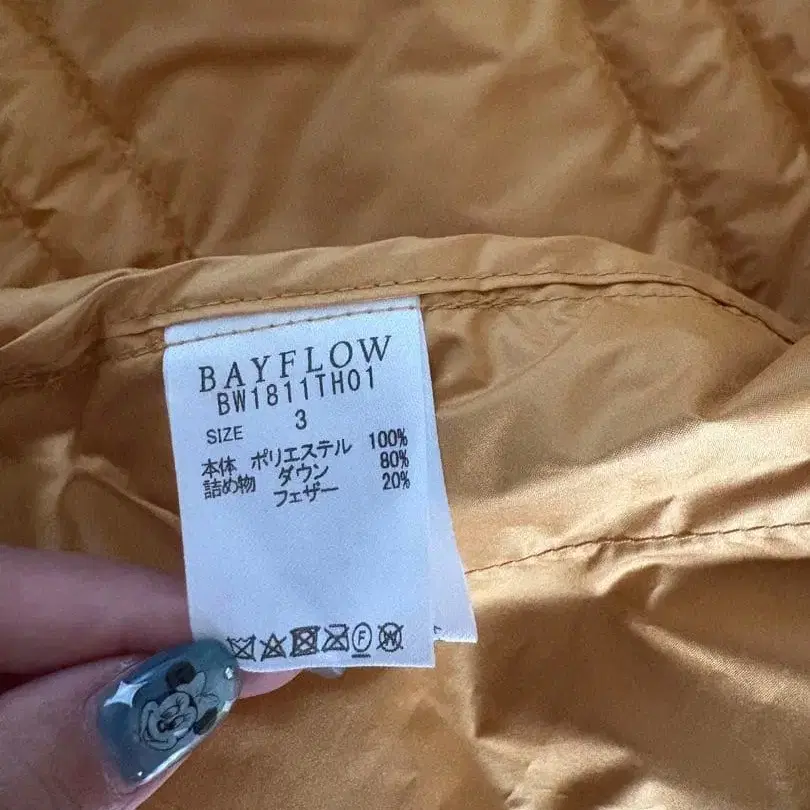 BAYFLOW
BW1811TH01
SIZE 3
本体 ポリエステル 100%
詰め物 ダウン 80%
フェザー 20%
F W